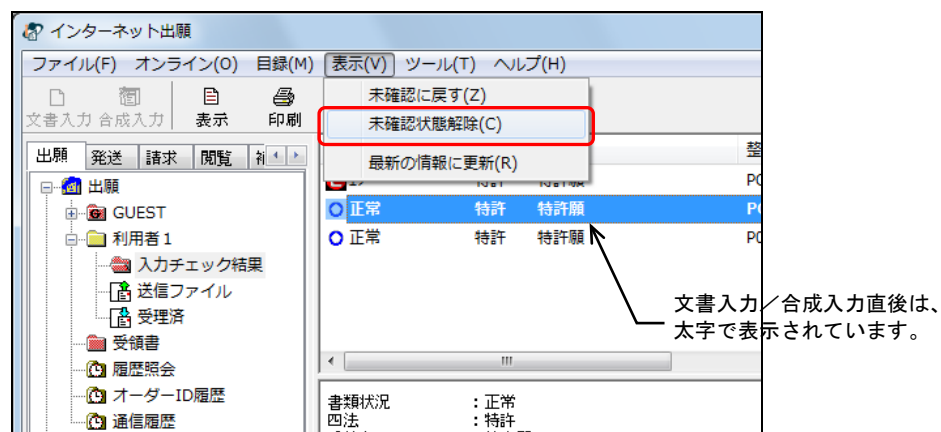 インターネット出願
ファイル(F) オンライン(O) 目録(M) 表示(V) ツール(T) ヘルプ(H)
文書入力 合成入力 表示 印刷
未確認に戻す(Z)
未確認状態解除(C)
最新の情報に更新(R)
出願 発送 請求 閲覧
整
出願
GUEST
利用者1
入力チェック結果
送信ファイル
受理済
受領書
履歴照会
オーダーID履歴
通信履歴
正常 特許 特許願 P0
正常 特許 特許願 P0
文書入力／合成入力直後は、
太字で表示されています。
書類状況 ：正常
四法 ：特許